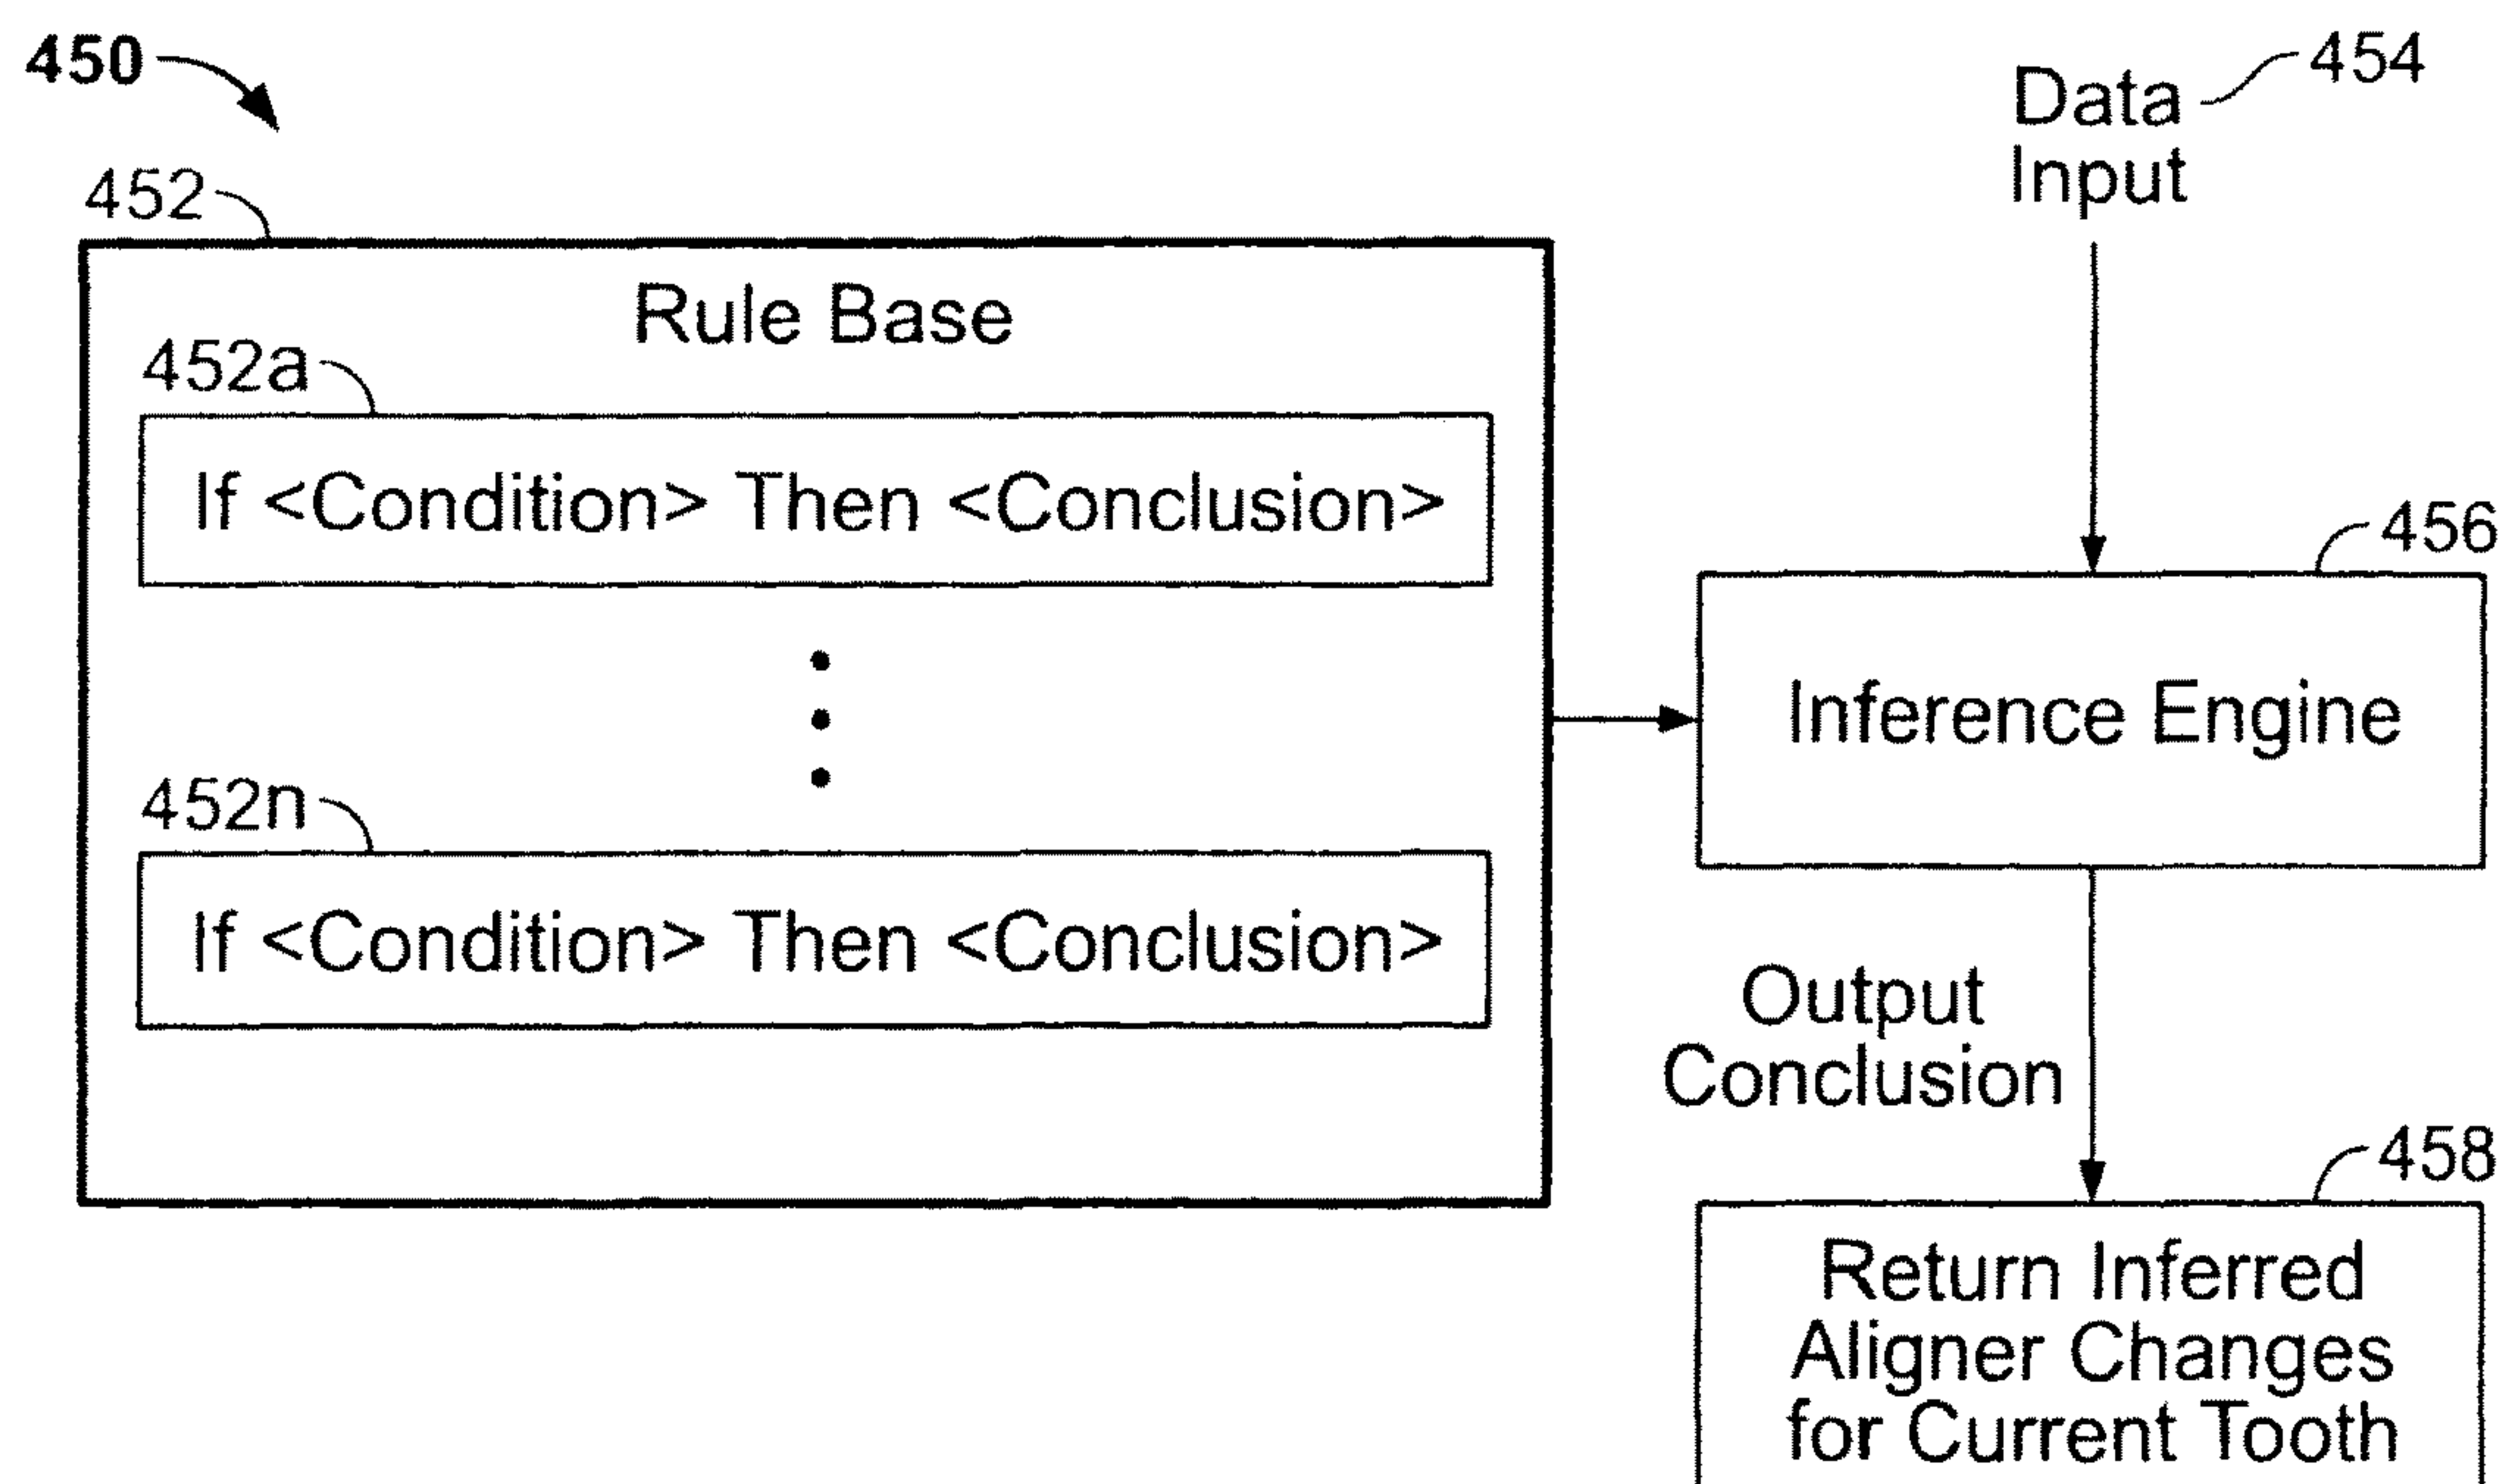 450
452
Rule Base
452a
If <Condition> Then <Conclusion>
452n
If <Condition> Then <Conclusion>
454
Data
Input
456
Inference Engine
Output
Conclusion
458
Return Inferred
Aligner Changes
for Current Tooth